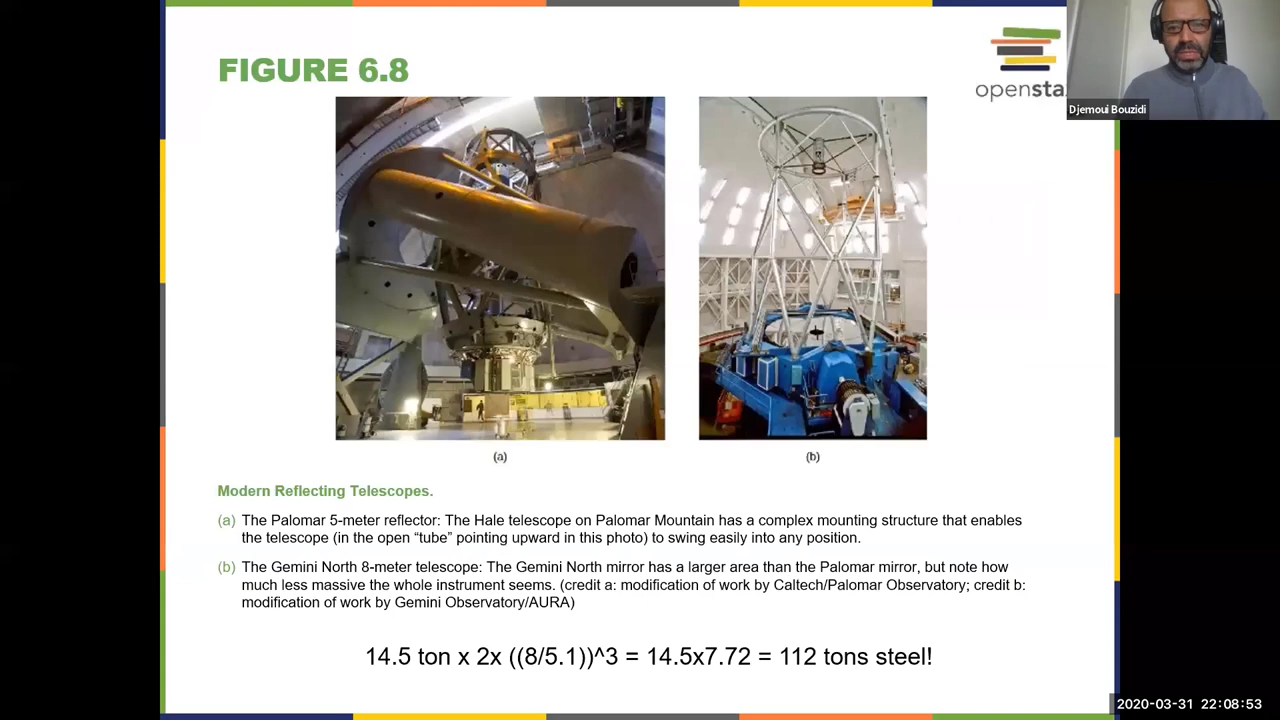 FIGURE 6.8
opensta
Djemoui Bouzidi
(a)
(b)
Modern Reflecting Telescopes.
(a) The Palomar 5-meter reflector: The Hale telescope on Palomar Mountain has a complex mounting structure that enables
the telescope (in the open “tube” pointing upward in this photo) to swing easily into any position.
(b) The Gemini North 8-meter telescope: The Gemini North mirror has a larger area than the Palomar mirror, but note how
much less massive the whole instrument seems. (credit a: modification of work by Caltech/Palomar Observatory; credit b:
modification of work by Gemini Observatory/AURA)
14.5 ton x 2x ((8/5.1))^3 = 14.5x7.72 = 112 tons steel!
2020-03-31 22:08:53